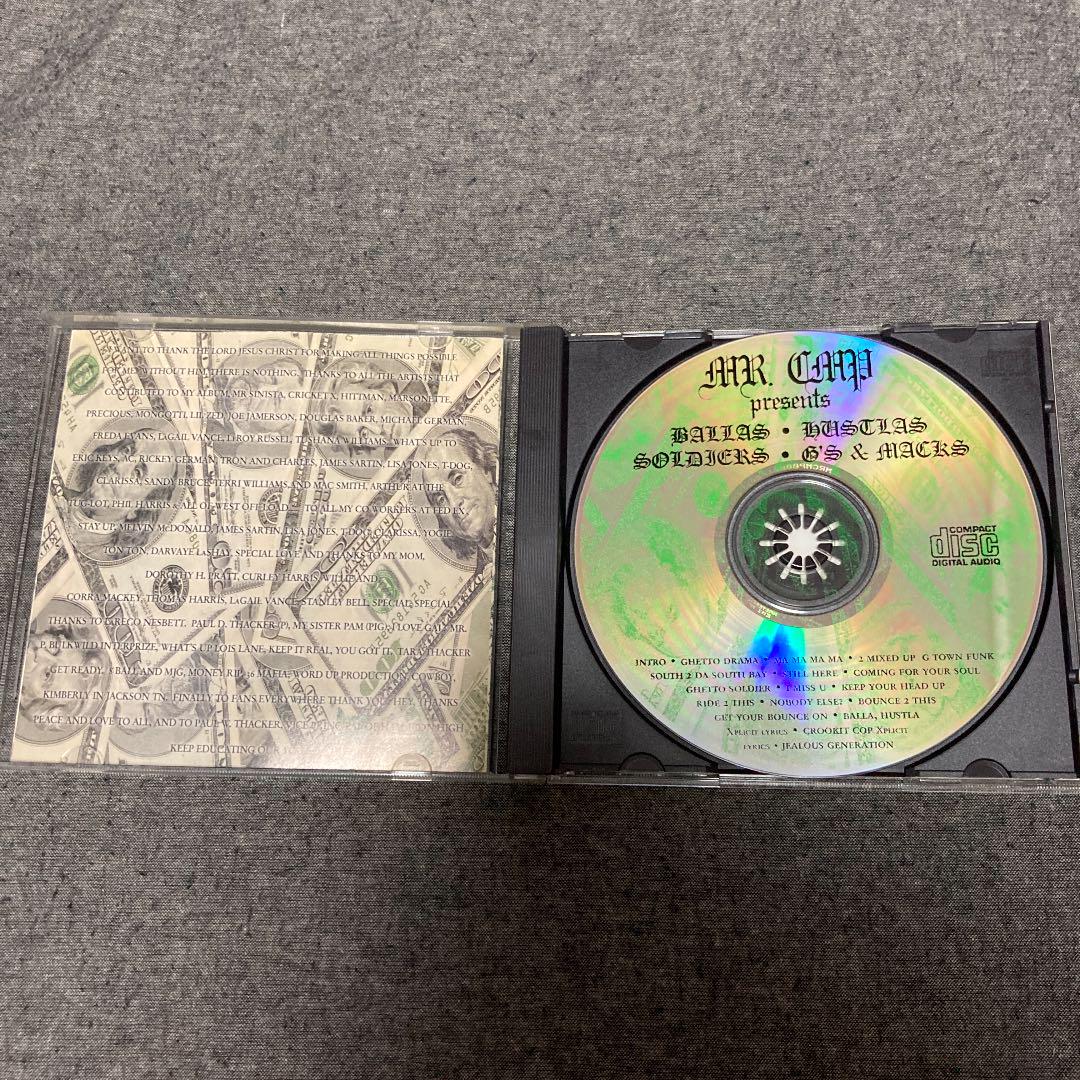 WANT TO THANK THE LORD JESUS CHRIST FOR MAKING ALL THINGS POSSIBLE
FOR ME! WITHOUT HIM THERE IS NOTHING. THANKS TO ALL THE ARTISTS THAT
CONTRIBUTED TO MY ALBUM, MR SINISTA, CRICKET X, HITTMAN, MARSONETTE,
PRECIOUS, MONGOTTI, LIL ZED, JOE JAMERSON, DOUGLAS BAKER, MICHAEL GERMAN,
FREDA EVANS, LAGAIL VANCE, LEROY RUSSEL, TESHANA WILLIAMS. WHAT'S UP TO
ERIC KEYS, AC, RICKEY GERMAN, TRON AND CHARLES, JAMES SARTIN, LISA JONES, T-DOG,
CLARISSA, SANDY BRUCE, TERRI WILLIAMS AND MAC SMITH, ARTHUR AT THE
TUG-LOT, PHIL HARRIS & ALL OF WEST OFF LOAD. TO ALL MY CO WORKERS AT FED EX,
STAY UP MELVIN MCDONALD, JAMES SARTIN, LISA JONES, T-DOG, CLARISSA, YOGIE
TON TON, DARVAYE LASHAY. SPECIAL LOVE AND THANKS TO MY MOM,
DOROTHY H. PRATT, CURLEY HARRIS, WILLIE AND
CORRA MACKEY, THOMAS HARRIS, LAGAIL VANCE, STANLEY BELL, SPECIAL, SPECIAL
THANKS TO GREGO NESBETT. PAUL D. THACKER (P), MY SISTER PAM (PIG), I LOVE GAIL, MR.
P. BULKWILD INTERPRIZE, WHAT'S UP LOIS LANE, KEEP IT REAL, YOU GOT IT, TARA THACKER
GET READY, 8 BALL AND MJG, MONEY RIP, 36 MAFIA, WORD UP PRODUCTION, COWBOY
KIMBERLY IN JACKSON TN. FINALLY TO FANS EVERYWHERE THANK YOU. HEY, THANKS
PEACE AND LOVE TO ALL, AND TO PAUL W. THACKER, VICE HIGH
KEEP EDUCATING OUR
MR. CMP
presents
BALLAS • HUSTLAS
SOLDIERS • G'S & MACKS
COMPACT
disc
DIGITAL AUDIO
INTRO • GHETTO DRAMA • MA MA MA MA • 2 MIXED UP G TOWN FUNK
SOUTH 2 DA SOUTH BAY • STILL HERE • COMING FOR YOUR SOUL
GHETTO SOLDIER • I MISS U • KEEP YOUR HEAD UP
RIDE 2 THIS • NOBODY ELSE? • BOUNCE 2 THIS
GET YOUR BOUNCE ON • BALLA, HUSTLA
XPLICIT LYRICS • CROOKIT COP XPLICIT
LYRICS • JEALOUS GENERATION